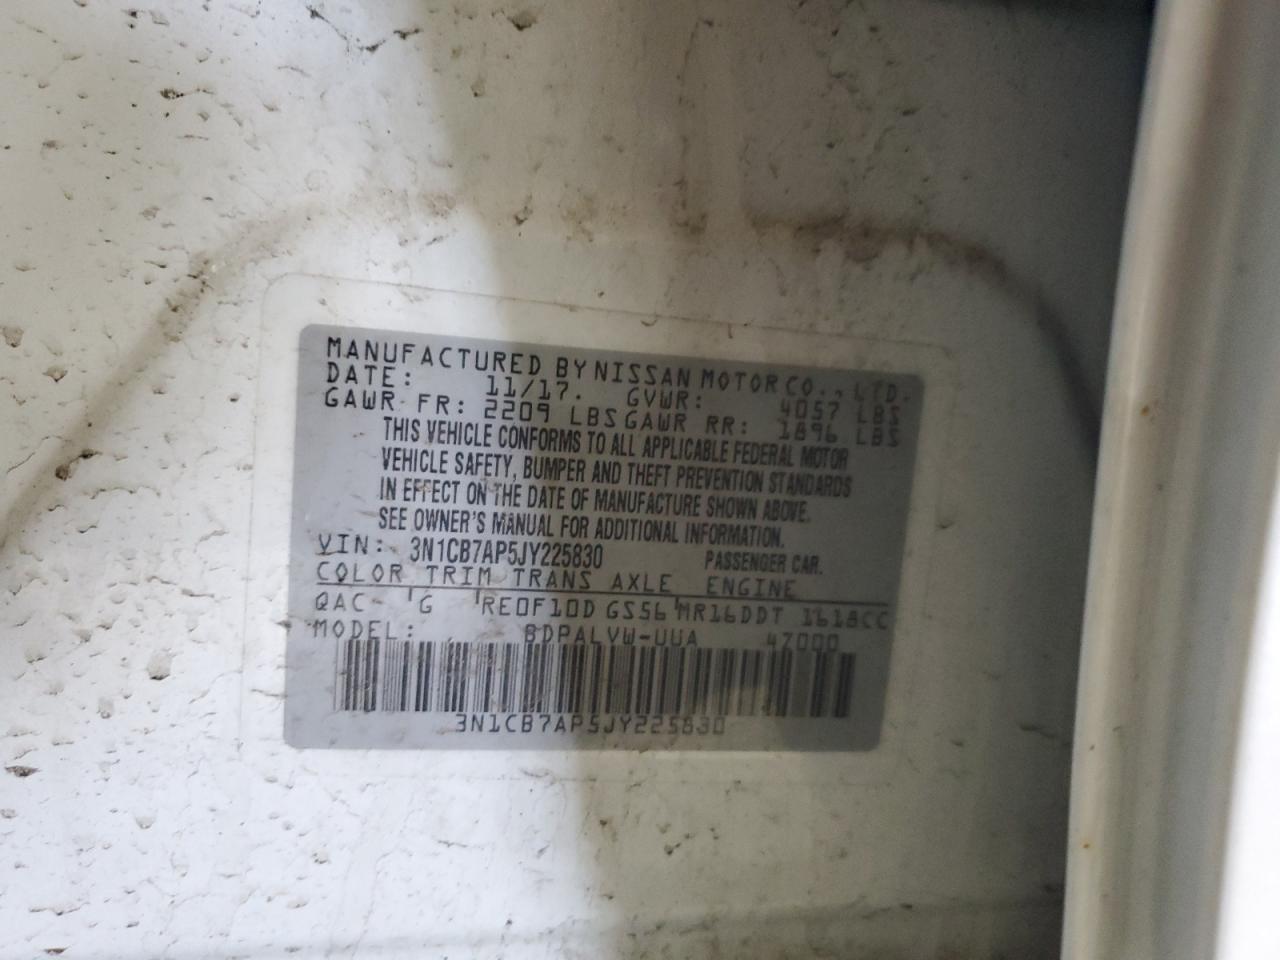 MANUFACTURED BY NISSAN MOTOR CO., LTD.
DATE: 11/17. GVWR: 4057 LBS
GAWR FR: 2209 LBS GAWR RR: 1896 LBS
THIS VEHICLE CONFORMS TO ALL APPLICABLE FEDERAL MOTOR
VEHICLE SAFETY, BUMPER AND THEFT PREVENTION STANDARDS
IN EFFECT ON THE DATE OF MANUFACTURE SHOWN ABOVE.
SEE OWNER'S MANUAL FOR ADDITIONAL INFORMATION.
VIN: 3N1CB7AP5JY225830 PASSENGER CAR.
COLOR TRIM TRANS AXLE ENGINE
QAC G RE0F10D GS56 MR16DDT 1618CC
MODEL: BDPALVW-UUA 47000
3N1CB7AP5JY225830